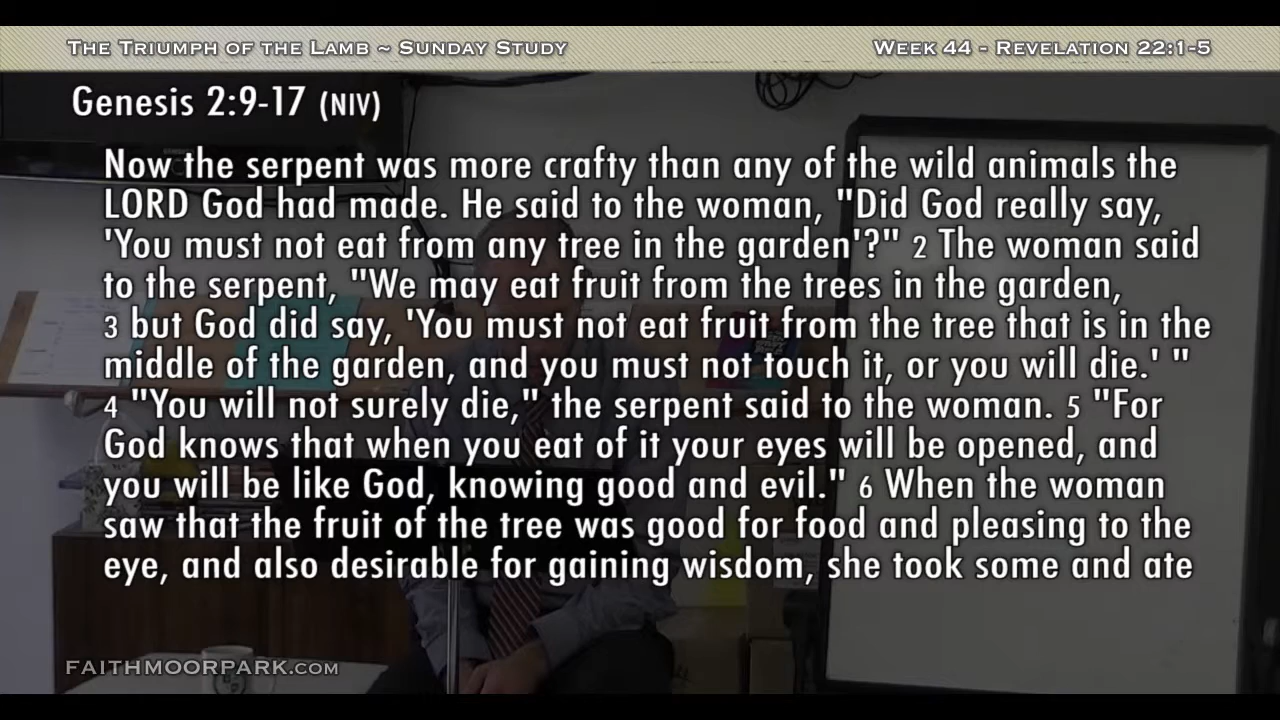 The Triumph of the Lamb ~ Sunday Study
Week 44 - Revelation 22:1-5
Genesis 2:9-17 (NIV)
Now the serpent was more crafty than any of the wild animals the
LORD God had made. He said to the woman, "Did God really say,
'You must not eat from any tree in the garden'?" 2 The woman said
to the serpent, "We may eat fruit from the trees in the garden,
3 but God did say, 'You must not eat fruit from the tree that is in the
middle of the garden, and you must not touch it, or you will die.' "
4 "You will not surely die," the serpent said to the woman. 5 "For
God knows that when you eat of it your eyes will be opened, and
you will be like God, knowing good and evil." 6 When the woman
saw that the fruit of the tree was good for food and pleasing to the
eye, and also desirable for gaining wisdom, she took some and ate
FAITHMOORPARK.COM